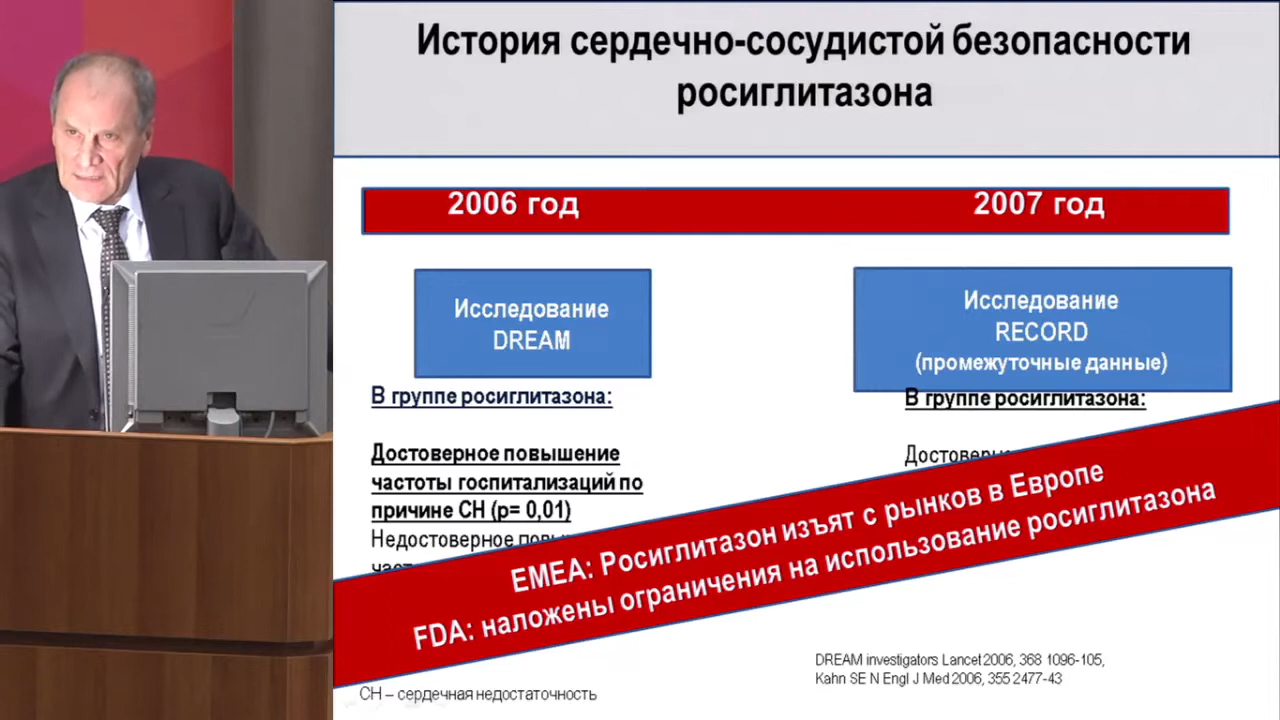 История сердечно-сосудистой безопасности
росиглитазона
2006 год
2007 год
Исследование
DREAM
Исследование
RECORD
(промежуточные данные)
В группе росиглитазона:
Достоверное повышение
частоты госпитализаций по
причине СН (p= 0,01)
Недостоверное
В группе росиглитазона:
EMEA: Росиглитазон изъят с рынков в Европе
FDA: наложены ограничения на использование росиглитазона
DREAM investigators Lancet 2006, 368 1096-105,
Kahn SE N Engl J Med 2006, 355 2477-43
СН – сердечная недостаточность